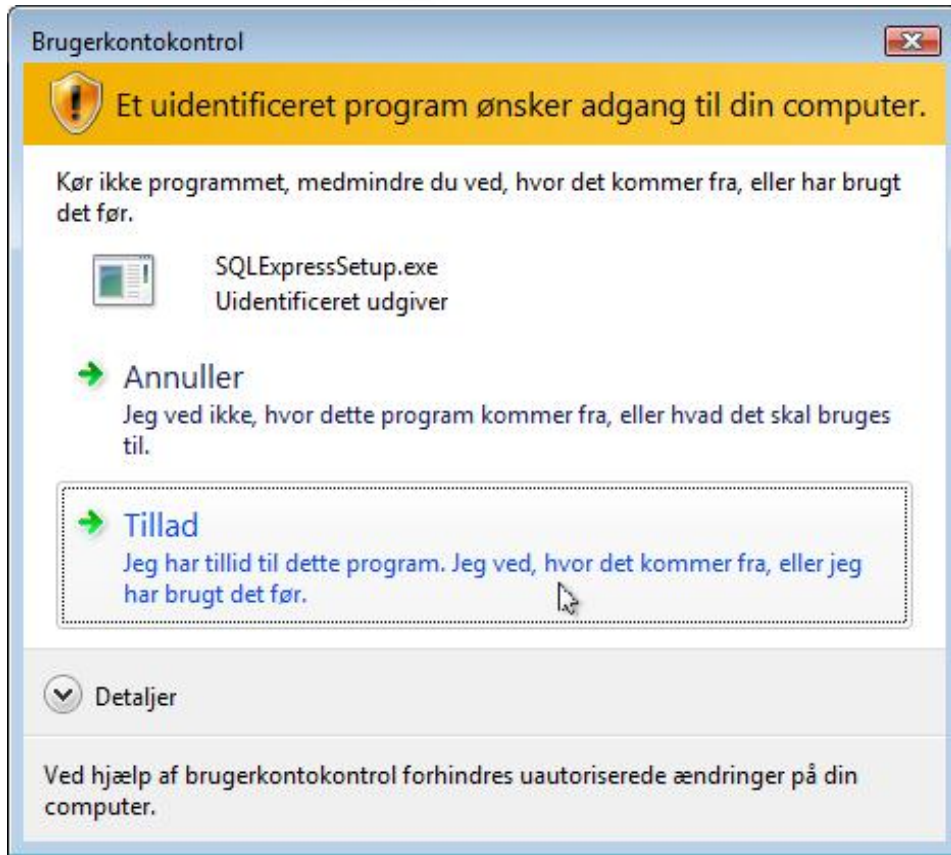 Brugerkontokontrol
Et uidentificeret program ønsker adgang til din computer.
Kør ikke programmet, medmindre du ved, hvor det kommer fra, eller har brugt
det før.
SQLExpressSetup.exe
Uidentificeret udgiver
Annuller
Jeg ved ikke, hvor dette program kommer fra, eller hvad det skal bruges
til.
Tillad
Jeg har tillid til dette program. Jeg ved, hvor det kommer fra, eller jeg
har brugt det før.
Detaljer
Ved hjælp af brugerkontokontrol forhindres uautoriserede ændringer på din
computer.